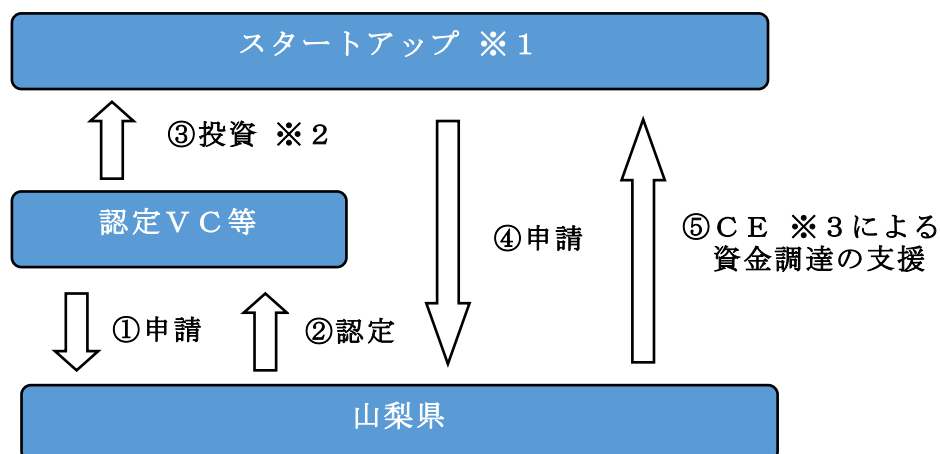 スタートアップ ※１
③投資 ※２
認定ＶＣ等
④申請
⑤ＣＥ ※３による
資金調達の支援
①申請
②認定
山梨県